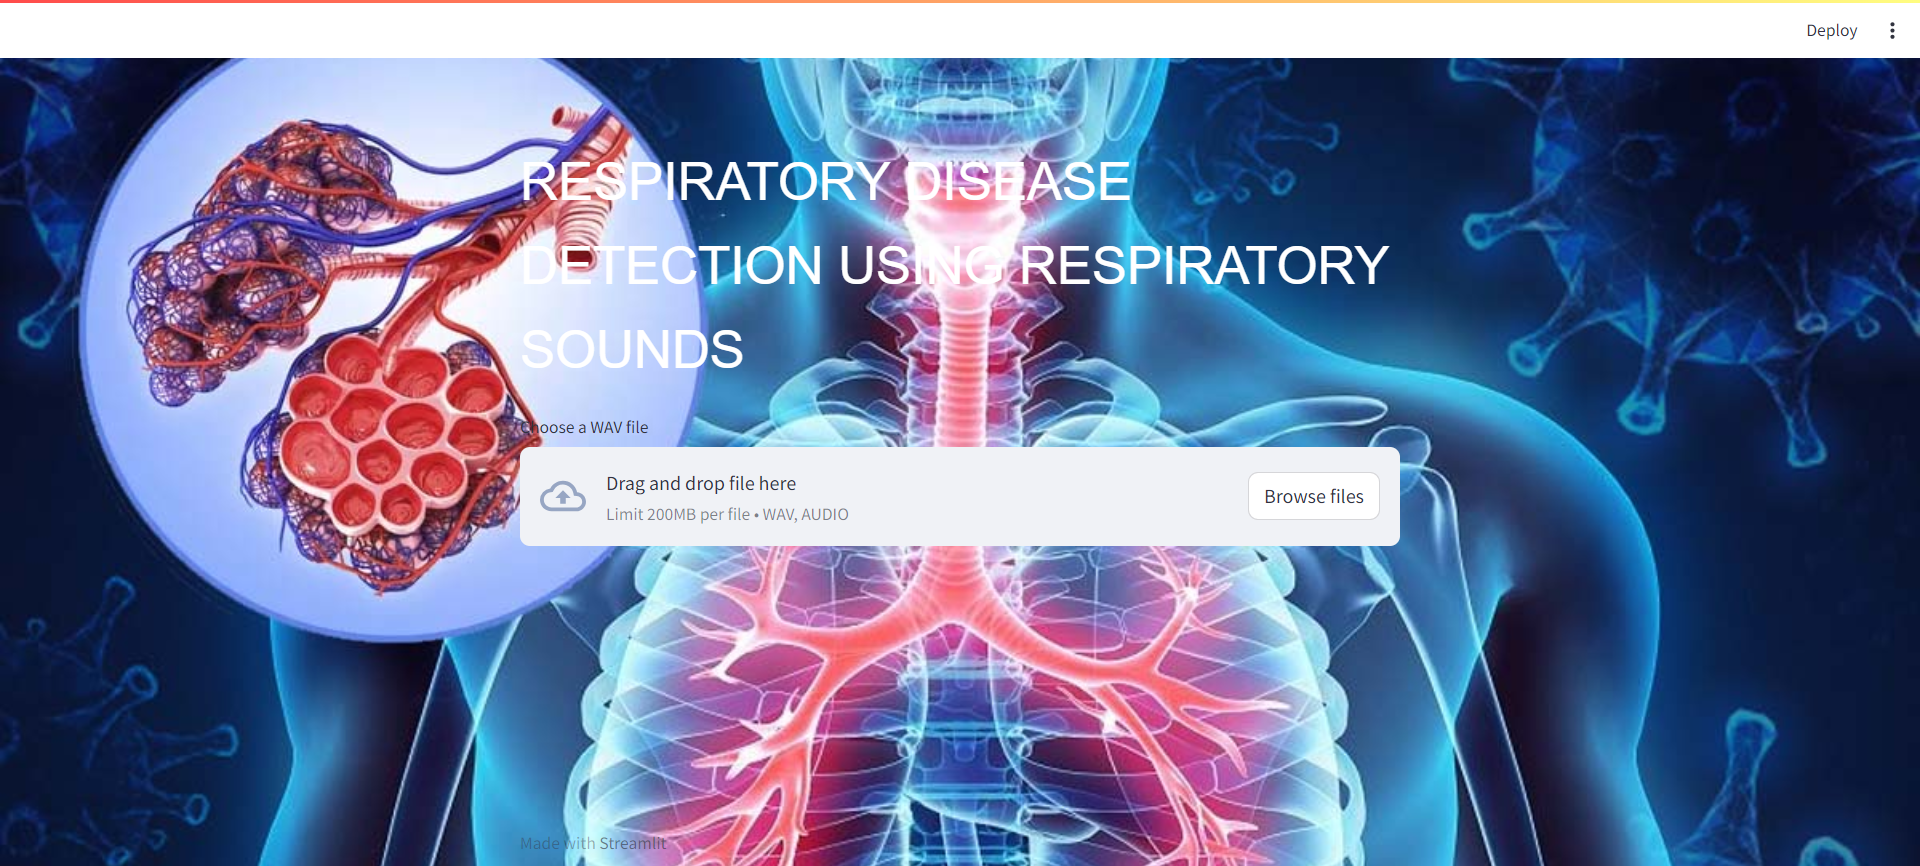 Deploy
RESPIRATORY DISEASE
DETECTION USING RESPIRATORY
SOUNDS
Choose a WAV file
Drag and drop file here
Limit 200MB per file • WAV, AUDIO
Browse files
Made with Streamlit